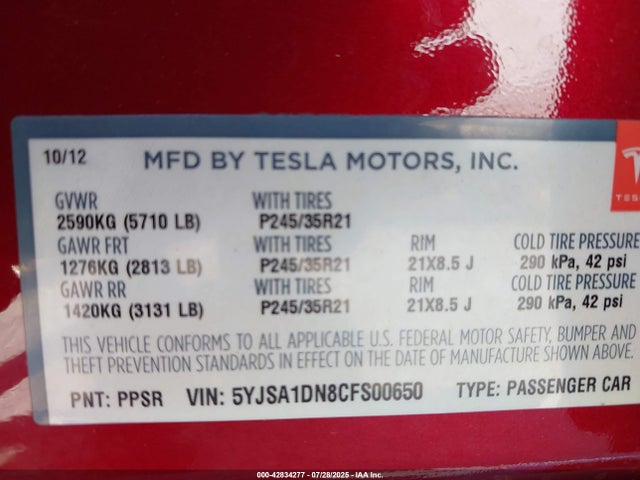 10/12 MFD BY TESLA MOTORS, INC.
GVWR WITH TIRES
2590KG (5710 LB) P245/35R21
GAWR FRT WITH TIRES RIM COLD TIRE PRESSURE
1276KG (2813 LB) P245/35R21 21X8.5 J 290 kPa, 42 psi
GAWR RR WITH TIRES RIM COLD TIRE PRESSURE
1420KG (3131 LB) P245/35R21 21X8.5 J 290 kPa, 42 psi
THIS VEHICLE CONFORMS TO ALL APPLICABLE U.S. FEDERAL MOTOR SAFETY, BUMPER AND
THEFT PREVENTION STANDARDS IN EFFECT ON THE DATE OF MANUFACTURE SHOWN ABOVE.
PNT: PPSR VIN: 5YJSA1DN8CFS00650 TYPE: PASSENGER CAR
000-42834277 - 07/28/2025 - IAA Inc.